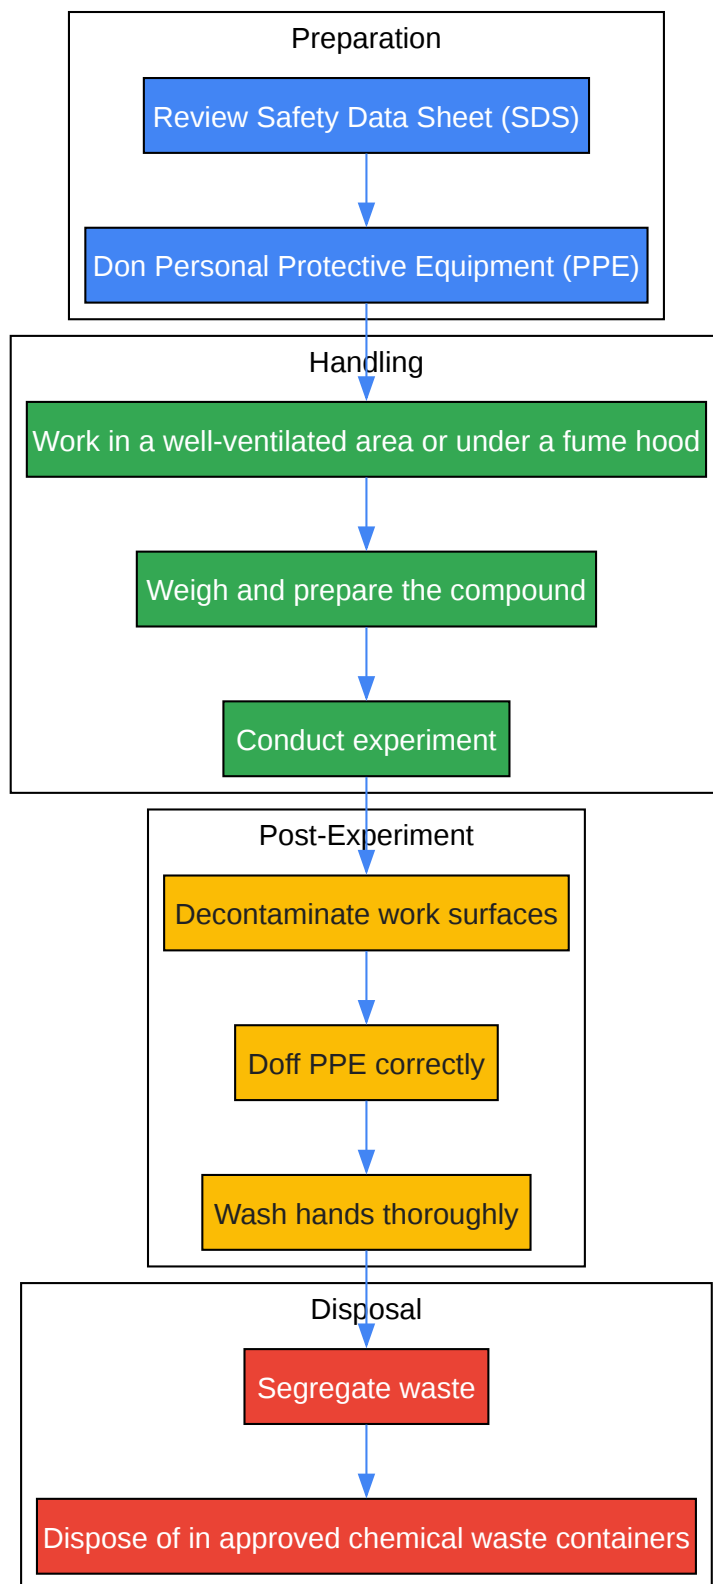 Preparation
Review Safety Data Sheet (SDS)
Don Personal Protective Equipment (PPE)
Handling
Work in a well-ventilated area or under a fume hood
Weigh and prepare the compound
Conduct experiment
Post-Experiment
Decontaminate work surfaces
Doff PPE correctly
Wash hands thoroughly
Disposal
Segregate waste
Dispose of in approved chemical waste containers